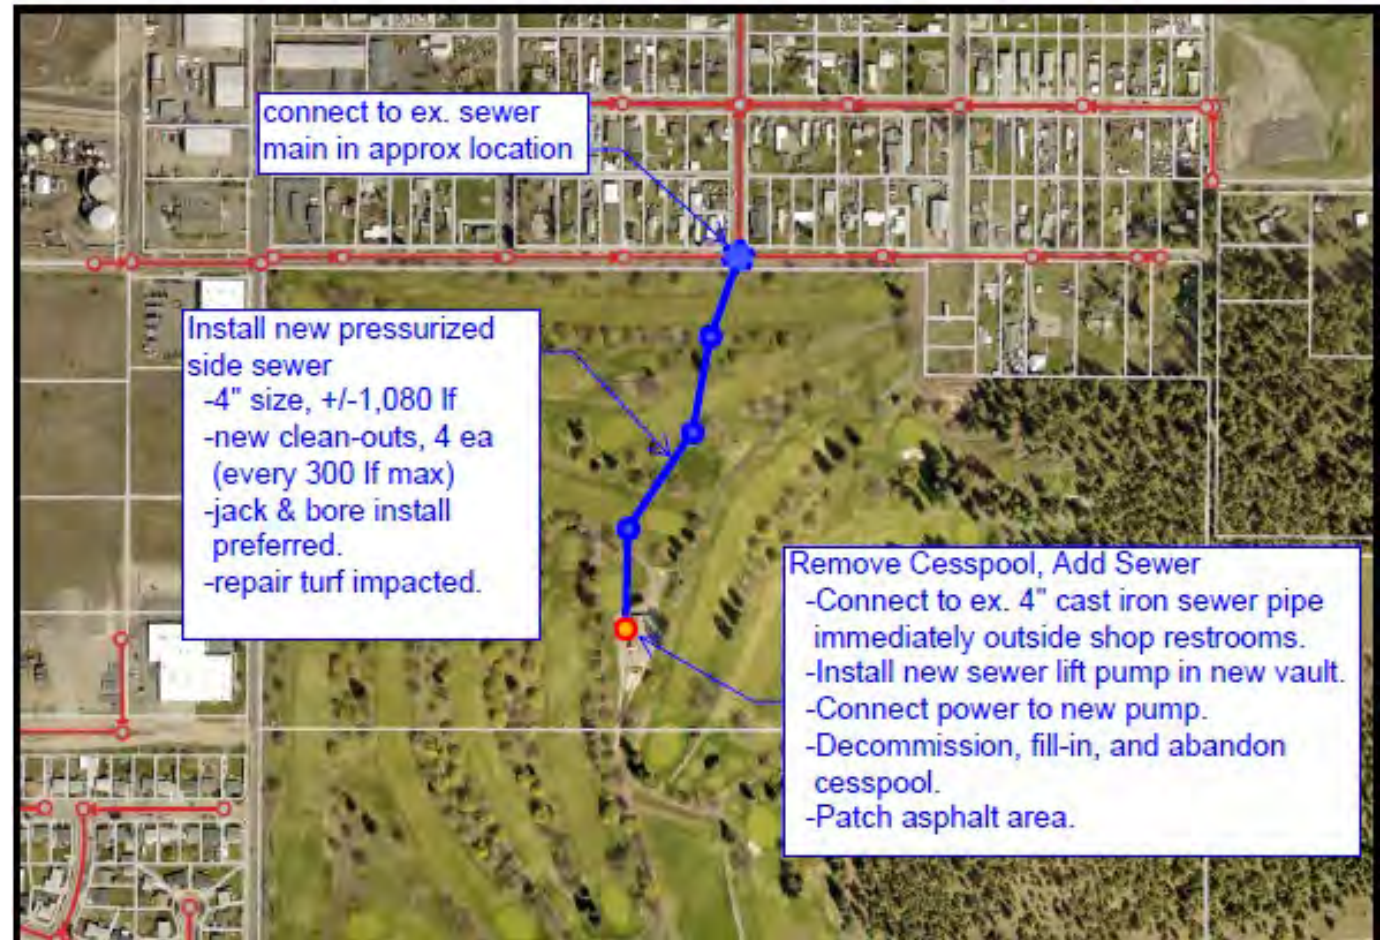 connect to ex. sewer
main in approx location
Install new pressurized
side sewer
-4" size, +/-1,080 lf
-new clean-outs, 4 ea
(every 300 lf max)
-jack & bore install
preferred.
-repair turf impacted.
Remove Cesspool, Add Sewer
-Connect to ex. 4" cast iron sewer pipe
immediately outside shop restrooms.
-Install new sewer lift pump in new vault.
-Connect power to new pump.
-Decommission, fill-in, and abandon
cesspool.
-Patch asphalt area.